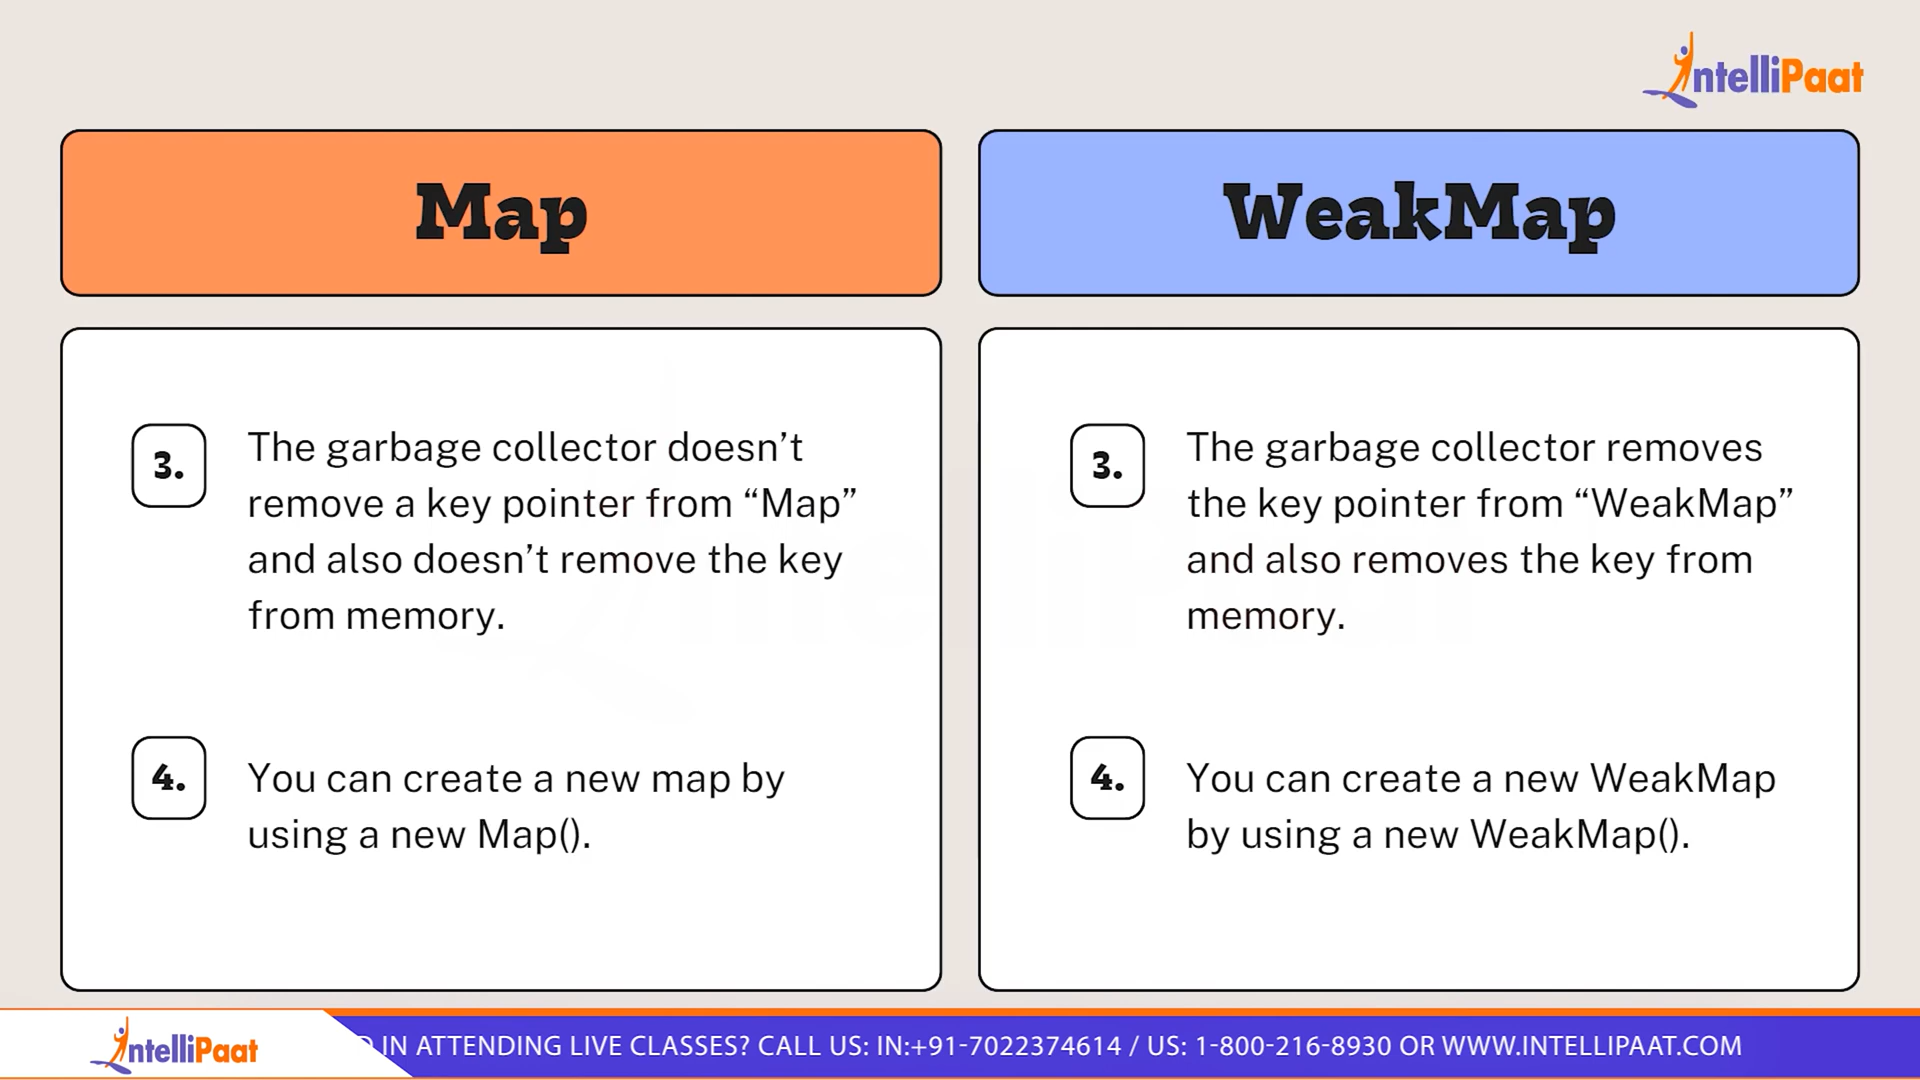 IntelliPaat
Map
WeakMap
3.
The garbage collector doesn’t
remove a key pointer from “Map”
and also doesn’t remove the key
from memory.
4.
You can create a new map by
using a new Map().
3.
The garbage collector removes
the key pointer from “WeakMap”
and also removes the key from
memory.
4.
You can create a new WeakMap
by using a new WeakMap().
IntelliPaat
IN ATTENDING LIVE CLASSES? CALL US: IN:+91-7022374614 / US: 1-800-216-8930 OR WWW.INTELLIPAAT.COM